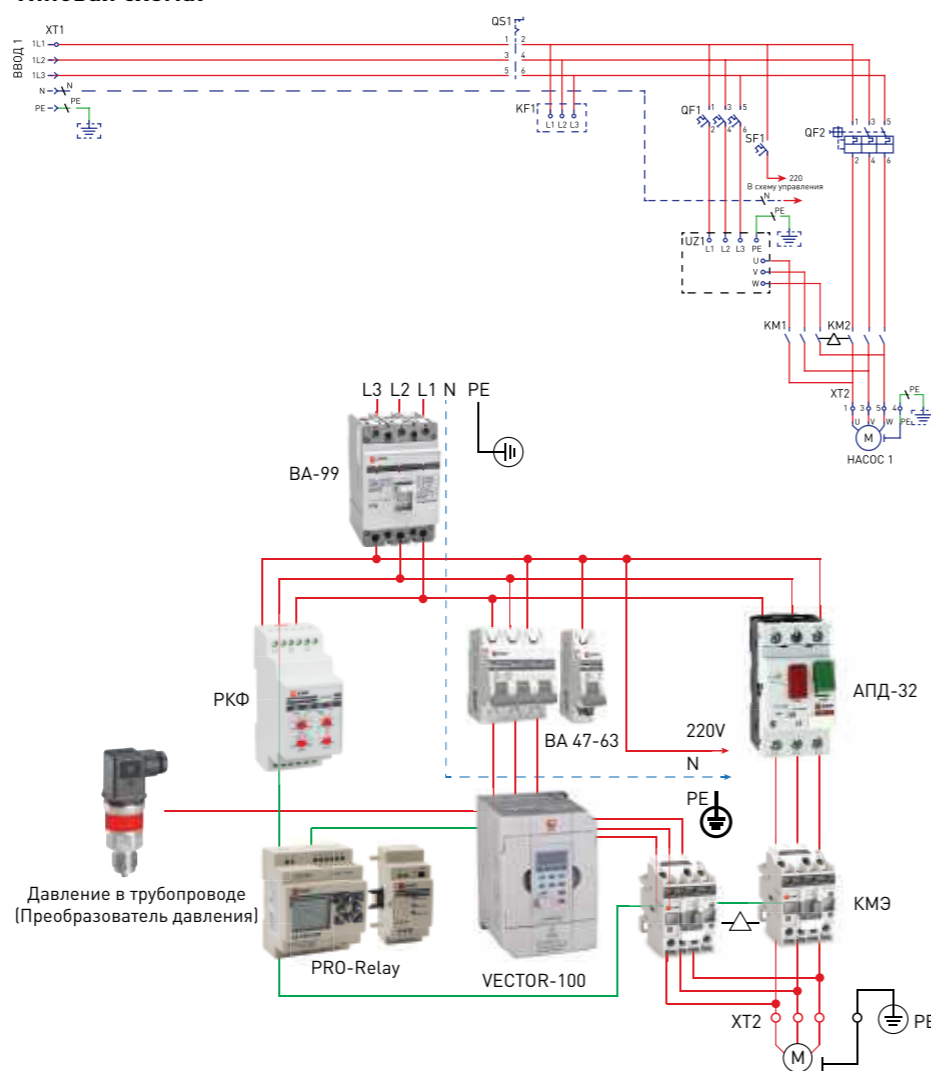 XT1
QS1
ВВОД 1
1L1
1L2
1L3
N
N
PE
PE
1 2
3 4
5 6
KF1
L1 L2 L3
QF1
1 3 5
2 4 6
SF1
220
В схему управления
N
QF2
1 3 5
2 4 6
PE
UZ1
L1 L2 L3 PE
U
V
W
KM1
KM2
XT2
PE
1 3 5 4
U V W PE
M
НАСОС 1
L3 L2 L1 N PE
ВА-99
РКФ
ВА 47-63
АПД-32
220V
N
PE
Давление в трубопроводе
(Преобразователь давления)
PRO-Relay
VECTOR-100
КМЭ
XT2
PE
M